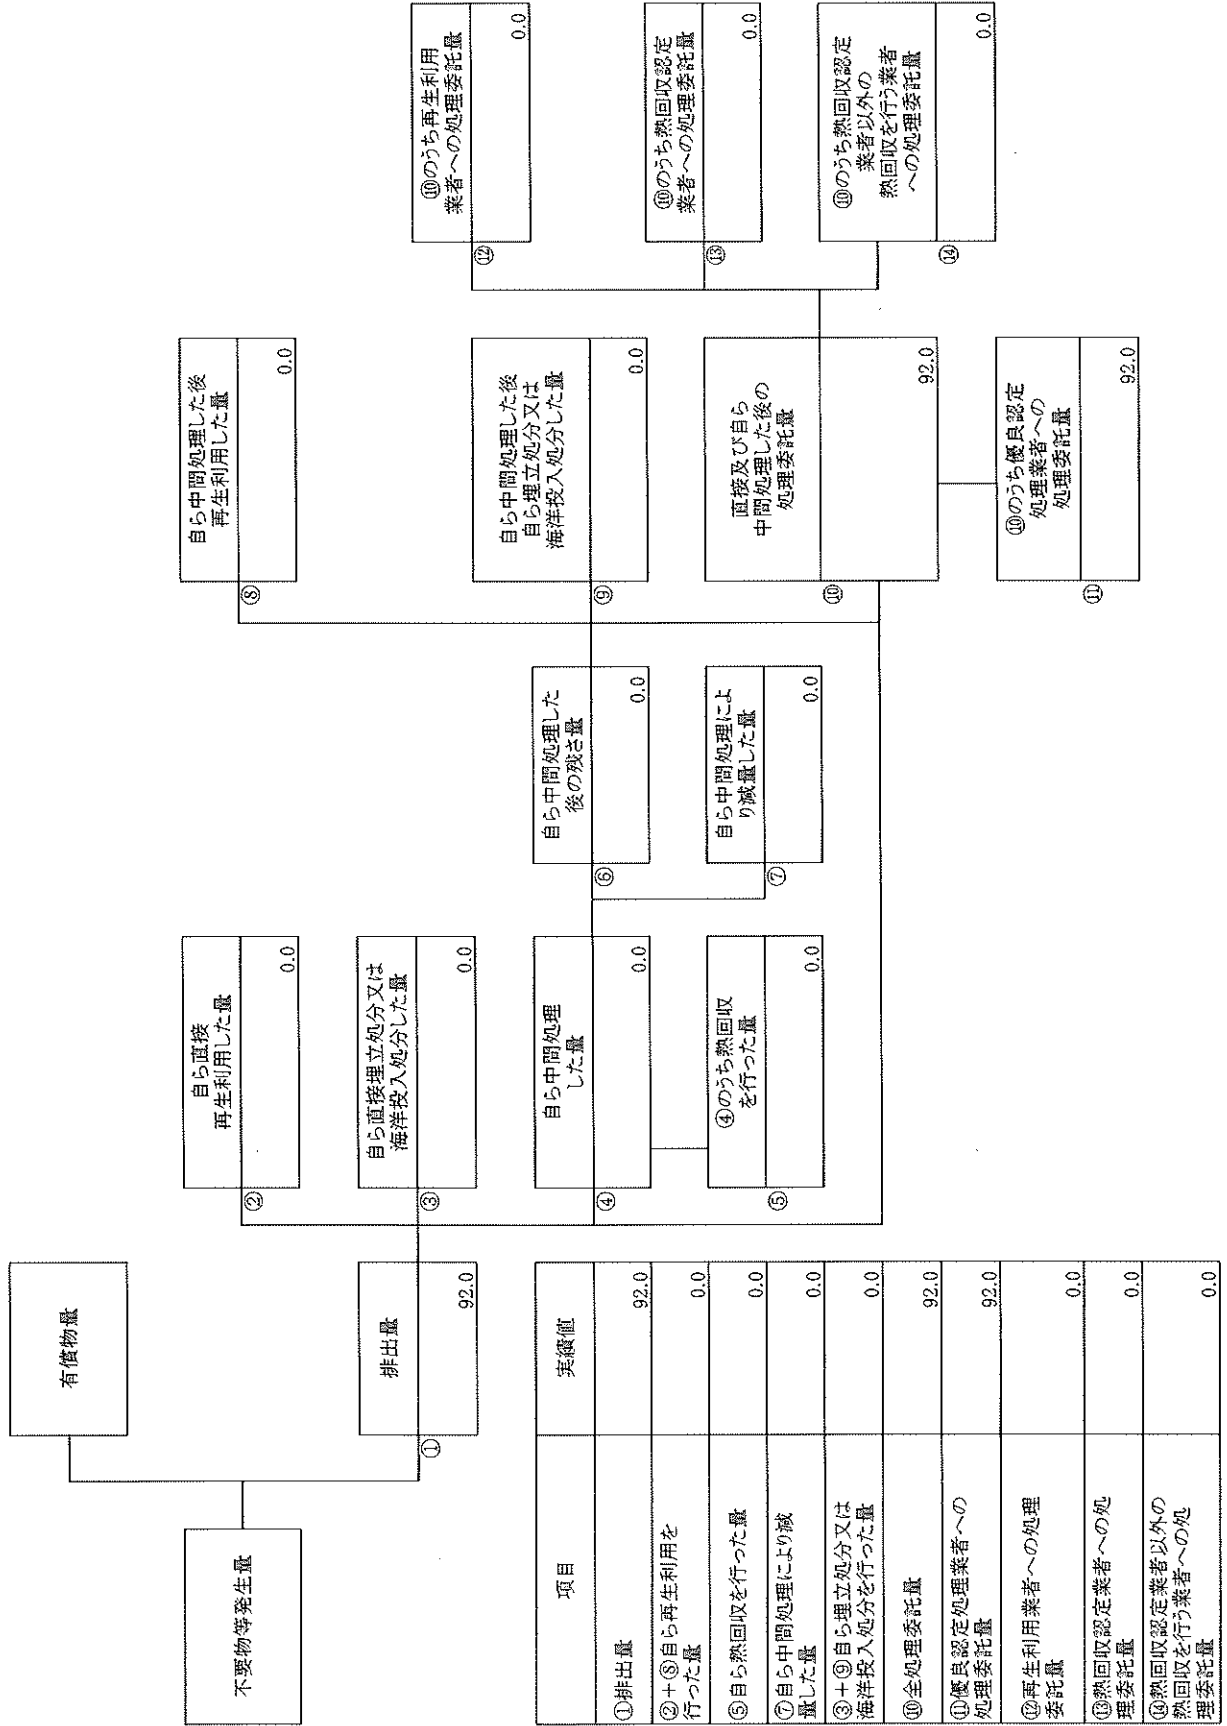 不要物等発生量
有償物量
排出量
①
92.0
自ら直接
再生利用した量
②
0.0
自ら直接埋立処分又は
海洋投入処分した量
③
0.0
自ら中間処理
した量
④
0.0
④のうち熱回収
を行った量
⑤
0.0
自ら中間処理した
後の残さ量
⑥
0.0
自ら中間処理によ
り減量した量
⑦
0.0
自ら中間処理した後
再生利用した量
⑧
0.0
自ら中間処理した後
自ら埋立処分又は
海洋投入処分した量
⑨
0.0
直接及び自ら
中間処理した後の
処理委託量
⑩
92.0
⑩のうち優良認定
処理業者への
処理委託量
⑪
92.0
⑩のうち再生利用
業者への処理委託量
⑫
0.0
⑩のうち熱回収認定
業者への処理委託量
⑬
0.0
⑩のうち熱回収認定
業者以外の
熱回収を行う業者
への処理委託量
⑭
0.0
項目 実績値
①排出量 92.0
②+⑧自ら再生利用を
行った量 0.0
⑤自ら熱回収を行った量 0.0
⑦自ら中間処理により減
量した量 0.0
③+⑨自ら埋立処分又は
海洋投入処分を行った量 0.0
⑩全処理委託量 92.0
⑪優良認定処理業者への
処理委託量 92.0
⑫再生利用業者への処理
委託量 0.0
⑬熱回収認定業者への処
理委託量 0.0
⑭熱回収認定業者以外の
熱回収を行う業者への処
理委託量 0.0